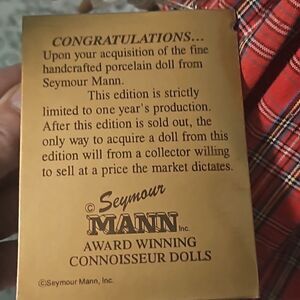 CONGRATULATIONS...
Upon your acquisition of the fine
handcrafted porcelain doll from
Seymour Mann.
This edition is strictly
limited to one year's production.
After this edition is sold out, the
only way to acquire a doll from this
edition will from a collector willing
to sell at a price the market dictates.
© Seymour
MANN Inc.
AWARD WINNING
CONNOISSEUR DOLLS
©Seymour Mann, Inc.